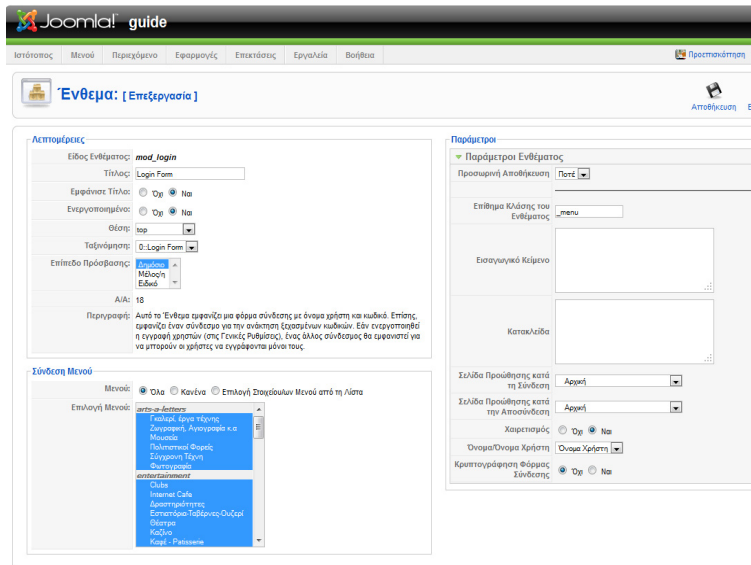 Joomla! guide
Ιστότοπος Μενού Περιεχόμενο Εφαρμογές Επεκτάσεις Εργαλεία Βοήθεια Προεπισκόπηση
Ένθεμα: [ Επεξεργασία ]
Αποθήκευση
Λεπτομέρειες
Είδος Ενθέματος: mod_login
Τίτλος: Login Form
Εμφάνισε Τίτλο: Όχι Ναι
Ενεργοποιημένο: Όχι Ναι
Θέση: top
Ταξινόμηση: 0::Login Form
Επίπεδο Πρόσβασης: Δημόσιο
Μέλος/η
Ειδικό
Α/Α: 18
Περιγραφή: Αυτό το Ένθεμα εμφανίζει μια φόρμα σύνδεσης με όνομα χρήστη και κωδικό. Επίσης,
εμφανίζει έναν σύνδεσμο για την ανάκτηση ξεχασμένων κωδικών. Εάν ενεργοποιηθεί
η εγγραφή χρηστών (στις Γενικές Ρυθμίσεις), ένας άλλος σύνδεσμος θα εμφανιστεί για
να μπορούν οι χρήστες να εγγράφονται μόνοι τους.
Σύνδεση Μενού
Μενού: Όλα Κανένα Επιλογή Στοιχείου/ων Μενού από τη Λίστα
Επιλογή Μενού: arts-a-letters
Γκαλερί, έργα τέχνης
Ζωγραφική, Αγιογραφία κ.α
Μουσεία
Πολιτιστικοί Φορείς
Σύγχρονη Τέχνη
Φωτογραφία
entertainment
Clubs
Internet Cafe
Δραστηριότητες
Εστιατόρια-Ταβέρνες-Ουζερί
Θέατρα
Καζίνο
Καφέ - Patisserie
Παράμετροι
Παράμετροι Ενθέματος
Προσωρινή Αποθήκευση Ποτέ
Επίθημα Κλάσης του
Ενθέματος _menu
Εισαγωγικό Κείμενο
Κατακλείδα
Σελίδα Προώθησης κατά
τη Σύνδεση Αρχική
Σελίδα Προώθησης κατά
την Αποσύνδεση Αρχική
Χαιρετισμός Όχι Ναι
Όνομα/Όνομα Χρήστη Όνομα Χρήστη
Κρυπτογράφηση Φόρμας
Σύνδεσης Όχι Ναι